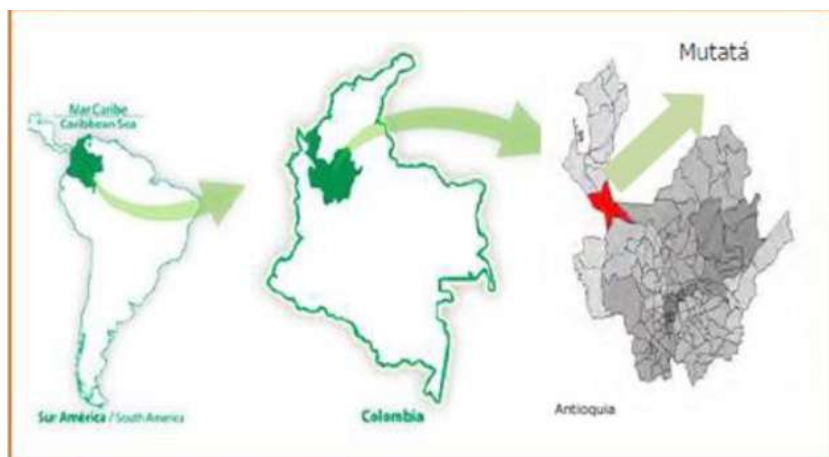 Mutatá
Mar Caribe
Caribbean Sea
Sur América / South America
Colombia
Antioquia